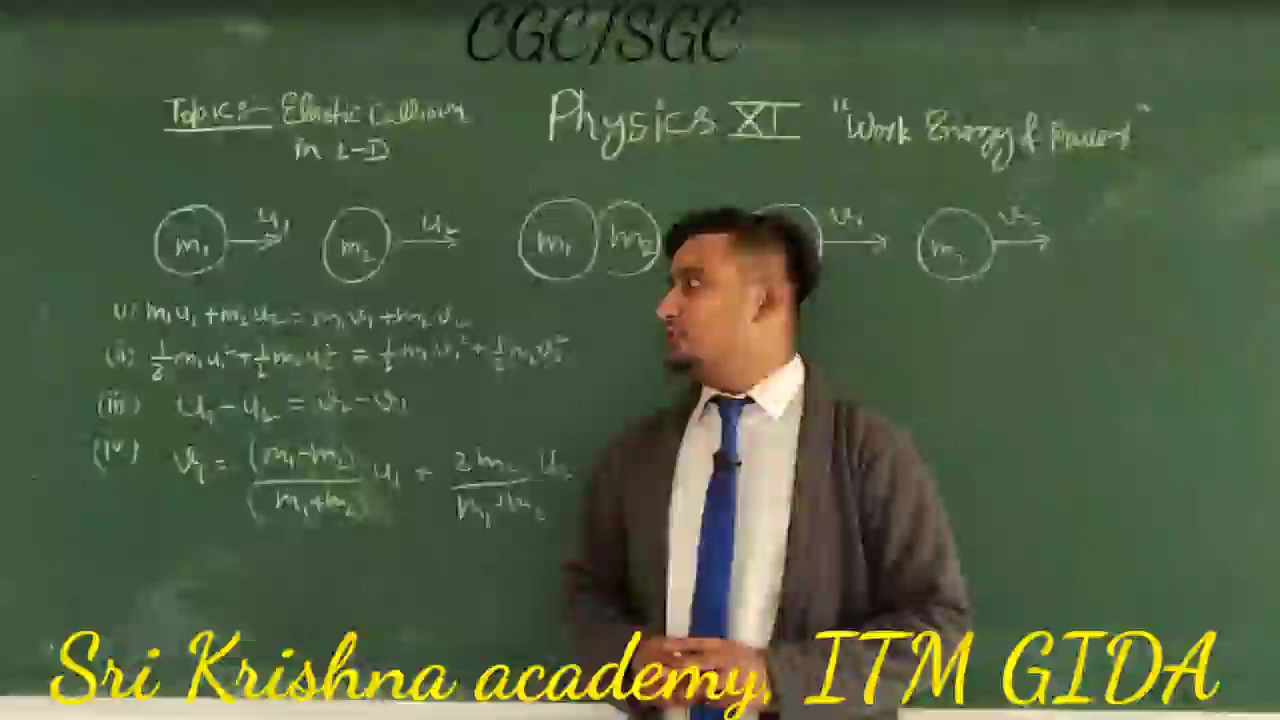 CGC/SGC
Topics:- Elastic Collision
in 1-D
Physics XI "Work Energy & Power"
m₁ u₁ m₂ u₂ m₁ m₂ v₁ m₂ v₂
(i) m₁u₁ + m₂u₂ = m₁v₁ + m₂v₂
(ii) ½m₁u₁² + ½m₂u₂² = ½m₁v₁² + ½m₂v₂²
(iii) u₁ - u₂ = v₂ - v₁
(iv) v₁ = (m₁-m₂)/(m₁+m₂) u₁ + 2m₂/m₁+m₂ u₂
Sri Krishna academy, ITM GIDA